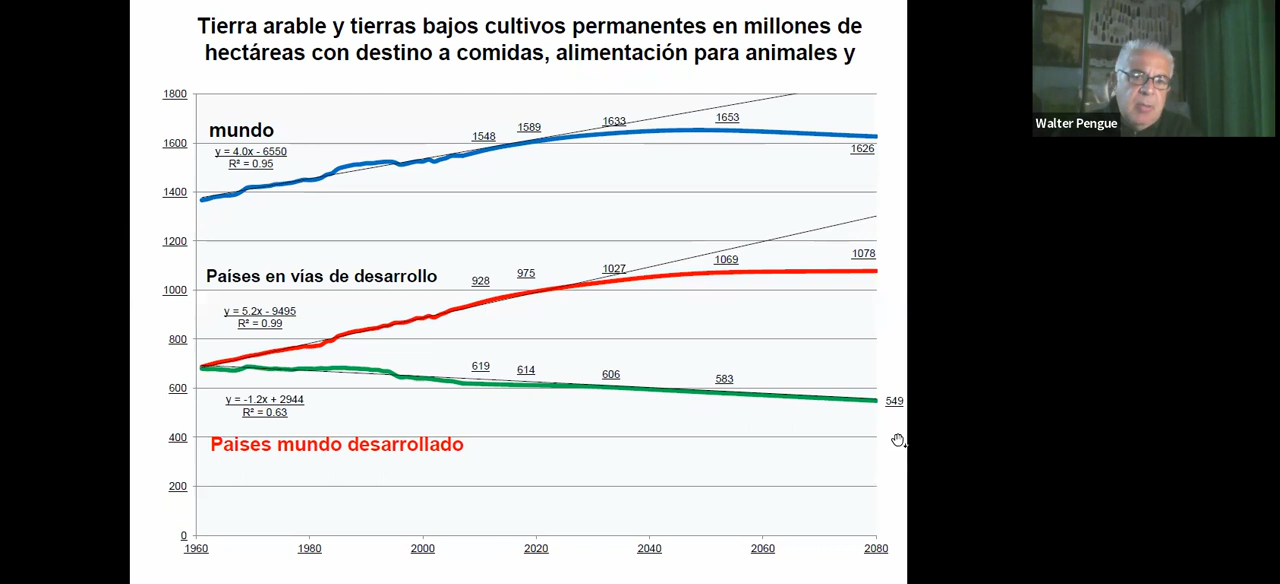 Tierra arable y tierras bajos cultivos permanentes en millones de
hectáreas con destino a comidas, alimentación para animales y
Walter Pengue
1800
1600
1400
1200
1000
800
600
400
200
0
mundo
y = 4.0x - 6550
R² = 0.95
1548
1589
1633
1653
1626
Países en vías de desarrollo
y = 5.2x - 9495
R² = 0.99
928
975
1027
1069
1078
619
614
606
583
549
y = -1.2x + 2944
R² = 0.63
Paises mundo desarrollado
1960
1980
2000
2020
2040
2060
2080